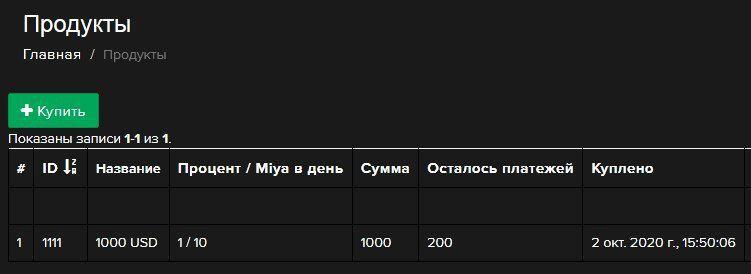 Продукты
Главная / Продукты
+ Купить
Показаны записи 1-1 из 1.
# ID Название Процент / Miya в день Сумма Осталось платежей Куплено
1 1111 1000 USD 1 / 10 1000 200 2 окт. 2020 г., 15:50:06